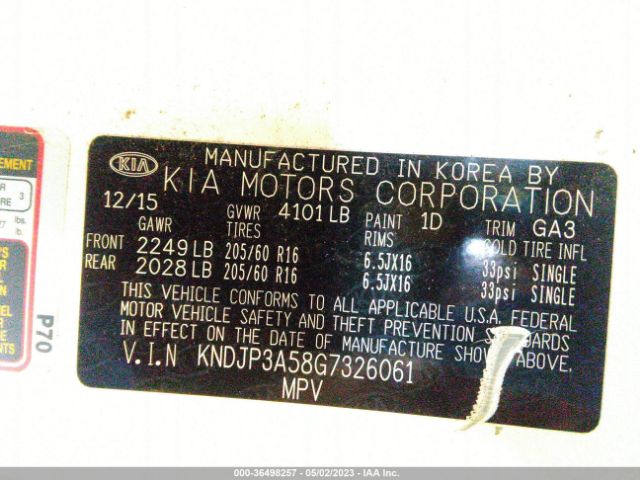 KIA
MANUFACTURED IN KOREA BY
KIA MOTORS CORPORATION
12/15 GVWR 4101 LB PAINT 1D TRIM GA3
GAWR TIRES RIMS COLD TIRE INFL
FRONT 2249 LB 205/60 R16 6.5JX16 33psi SINGLE
REAR 2028 LB 205/60 R16 6.5JX16 33psi SINGLE
THIS VEHICLE CONFORMS TO ALL APPLICABLE U.S.A. FEDERAL
MOTOR VEHICLE SAFETY AND THEFT PREVENTION STANDARDS
IN EFFECT ON THE DATE OF MANUFACTURE SHOWN ABOVE.
V.I.N KNDJP3A58G7326061
MPV
P70
000-36498257 - 05/02/2023 - IAA Inc.